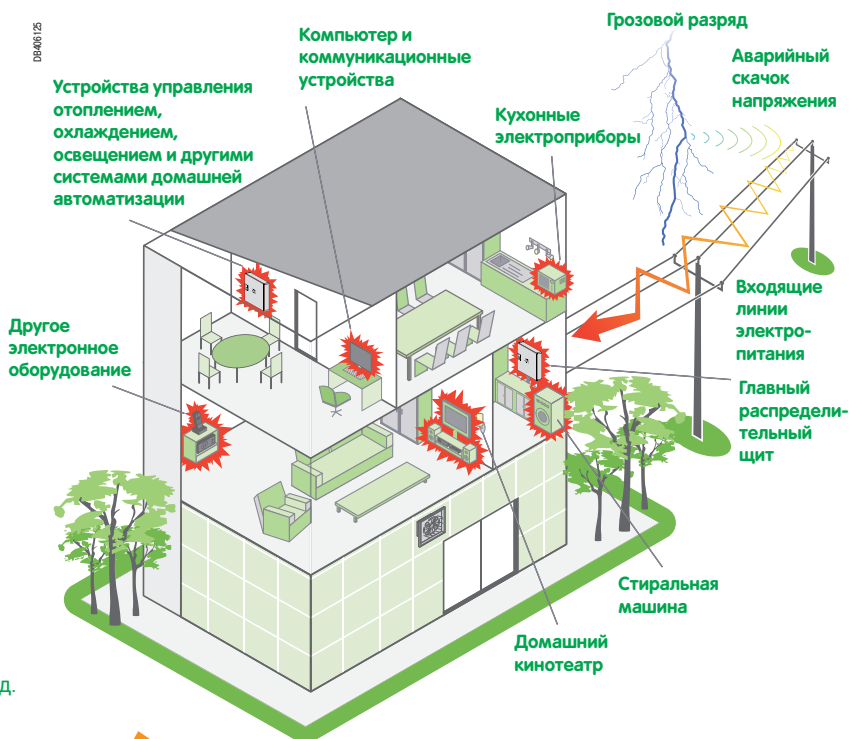 DB406125
Грозовой разряд
Компьютер и
коммуникационные
устройства
Аварийный
скачок
напряжения
Устройства управления
отоплением,
охлаждением,
освещением и другими
системами домашней
автоматизации
Кухонные
электроприборы
Входящие
линии
электро-
питания
Другое
электронное
оборудование
Главный
распредели-
тельный
щит
Стиральная
машина
Домашний
кинотеатр
д.